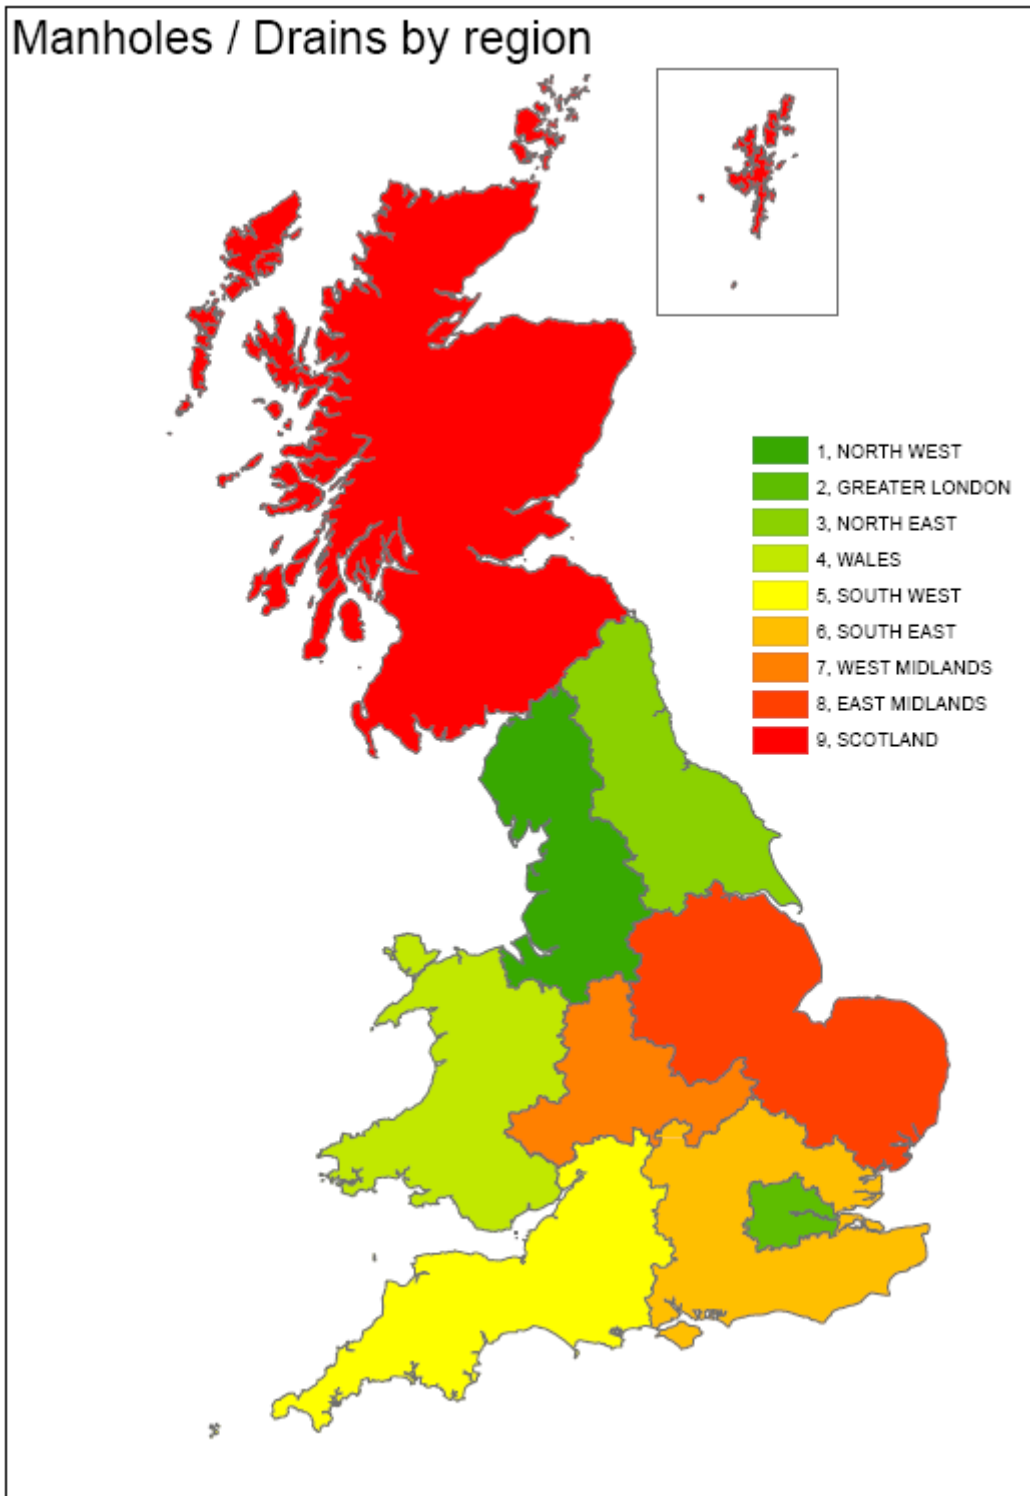 Manholes / Drains by region
1, NORTH WEST
2, GREATER LONDON
3, NORTH EAST
4, WALES
5, SOUTH WEST
6, SOUTH EAST
7, WEST MIDLANDS
8, EAST MIDLANDS
9, SCOTLAND